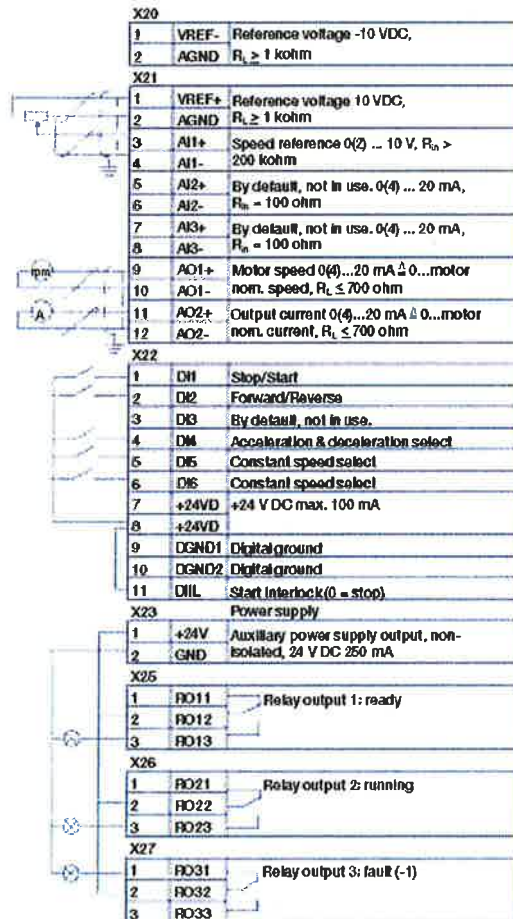 X20
1 VREF- Reference voltage -10 VDC,
2 AGND R_L ≥ 1 kohm
X21
1 VREF+ Reference voltage 10 VDC,
2 AGND R_L ≥ 1 kohm
3 AI1+ Speed reference 0(2) ... 10 V, R_in >
4 AI1- 200 kohm
5 AI2+ By default, not in use. 0(4) ... 20 mA,
6 AI2- R_in = 100 ohm
7 AI3+ By default, not in use. 0(4) ... 20 mA,
8 AI3- R_in = 100 ohm
rpm 9 AO1+ Motor speed 0(4)...20 mA ≙ 0...motor
10 AO1- nom. speed, R_L ≤ 700 ohm
A 11 AO2+ Output current 0(4)...20 mA ≙ 0...motor
12 AO2- nom. current, R_L ≤ 700 ohm
X22
1 DI1 Stop/Start
2 DI2 Forward/Reverse
3 DI3 By default, not in use.
4 DI4 Acceleration & deceleration select
5 DI5 Constant speed select
6 DI6 Constant speed select
7 +24VD +24 V DC max. 100 mA
8 +24VD
9 DGND1 Digital ground
10 DGND2 Digital ground
11 DIIL Start interlock (0 = stop)
X23 Power supply
1 +24V Auxiliary power supply output, non-
2 GND isolated, 24 V DC 250 mA
X25
1 RO11 Relay output 1: ready
2 RO12
3 RO13
X26
1 RO21 Relay output 2: running
2 RO22
3 RO23
X27
1 RO31 Relay output 3: fault (-1)
2 RO32
3 RO33